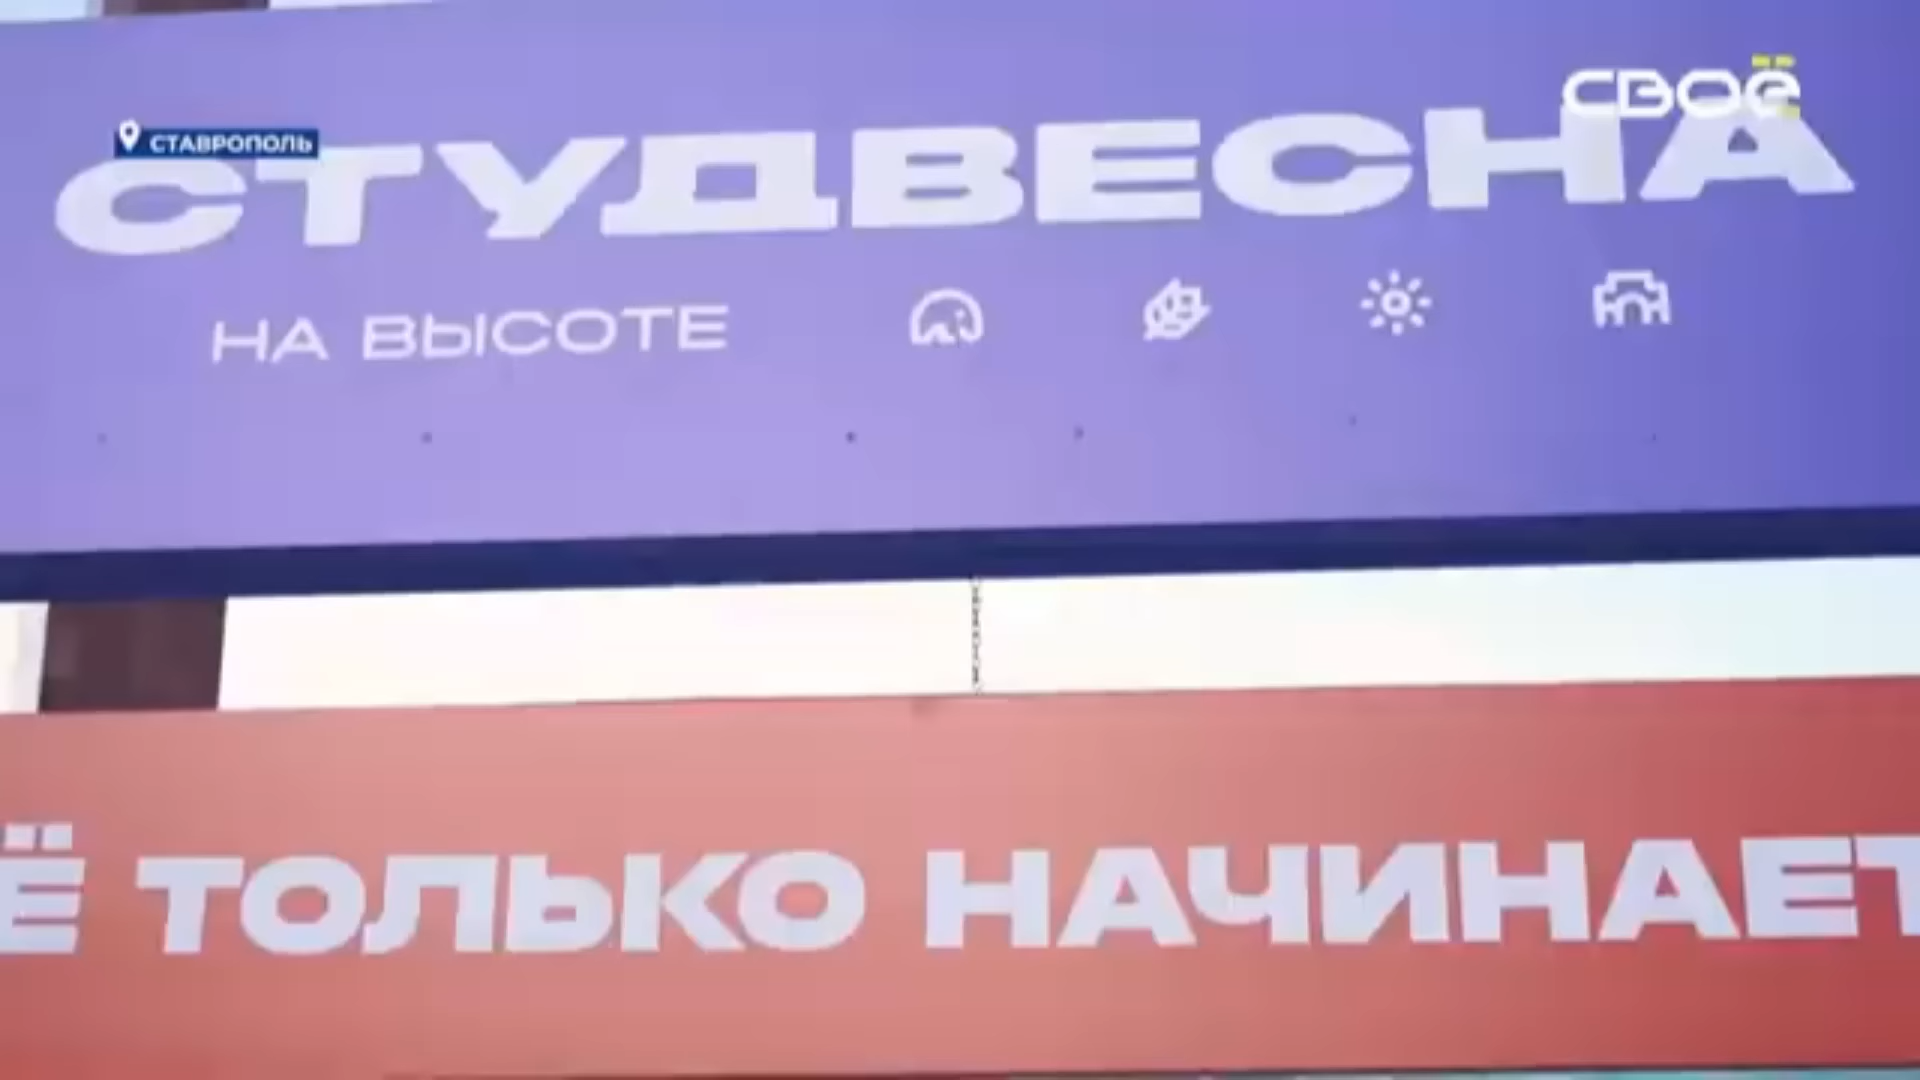 СВОЁ
СТАВРОПОЛЬ
СТУДВЕСНА
НА ВЫСОТЕ
Ё ТОЛЬКО НАЧИНАЕТ